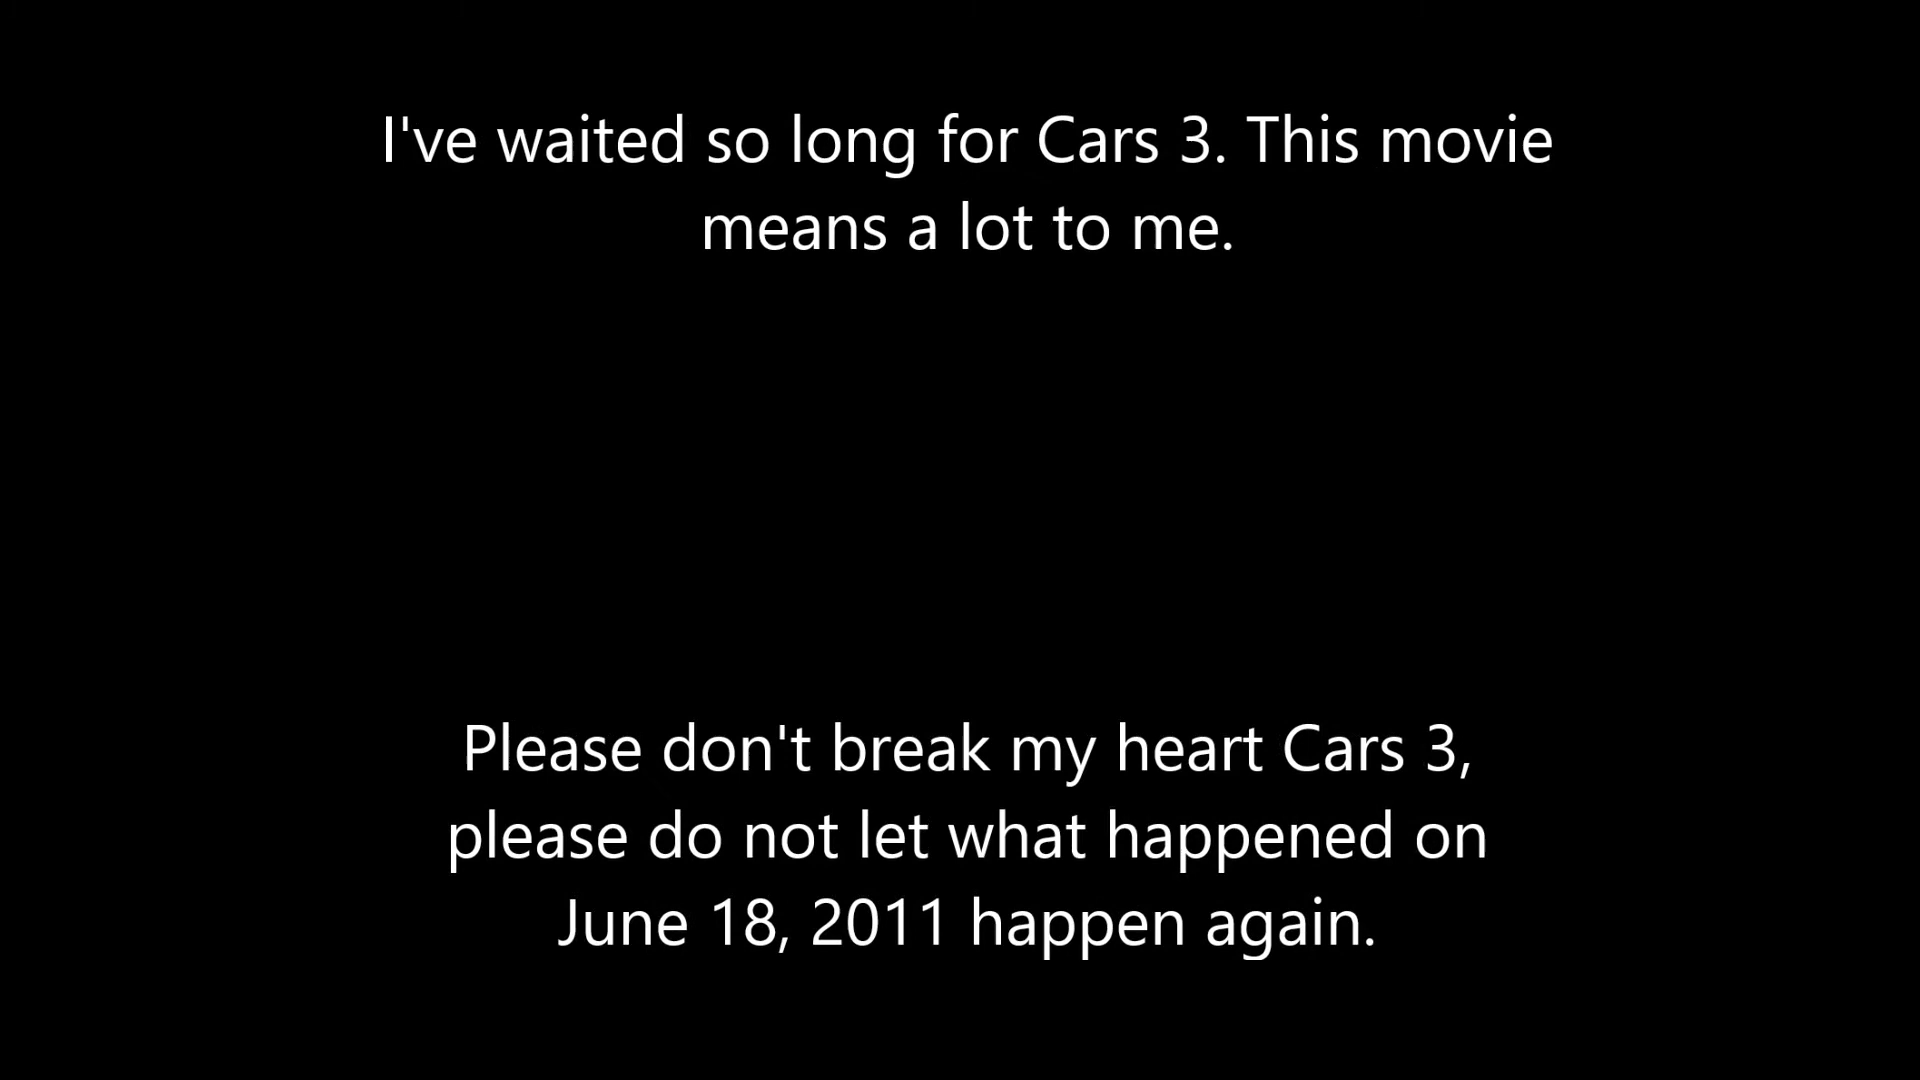 I've waited so long for Cars 3. This movie
means a lot to me.
Please don't break my heart Cars 3,
please do not let what happened on
June 18, 2011 happen again.